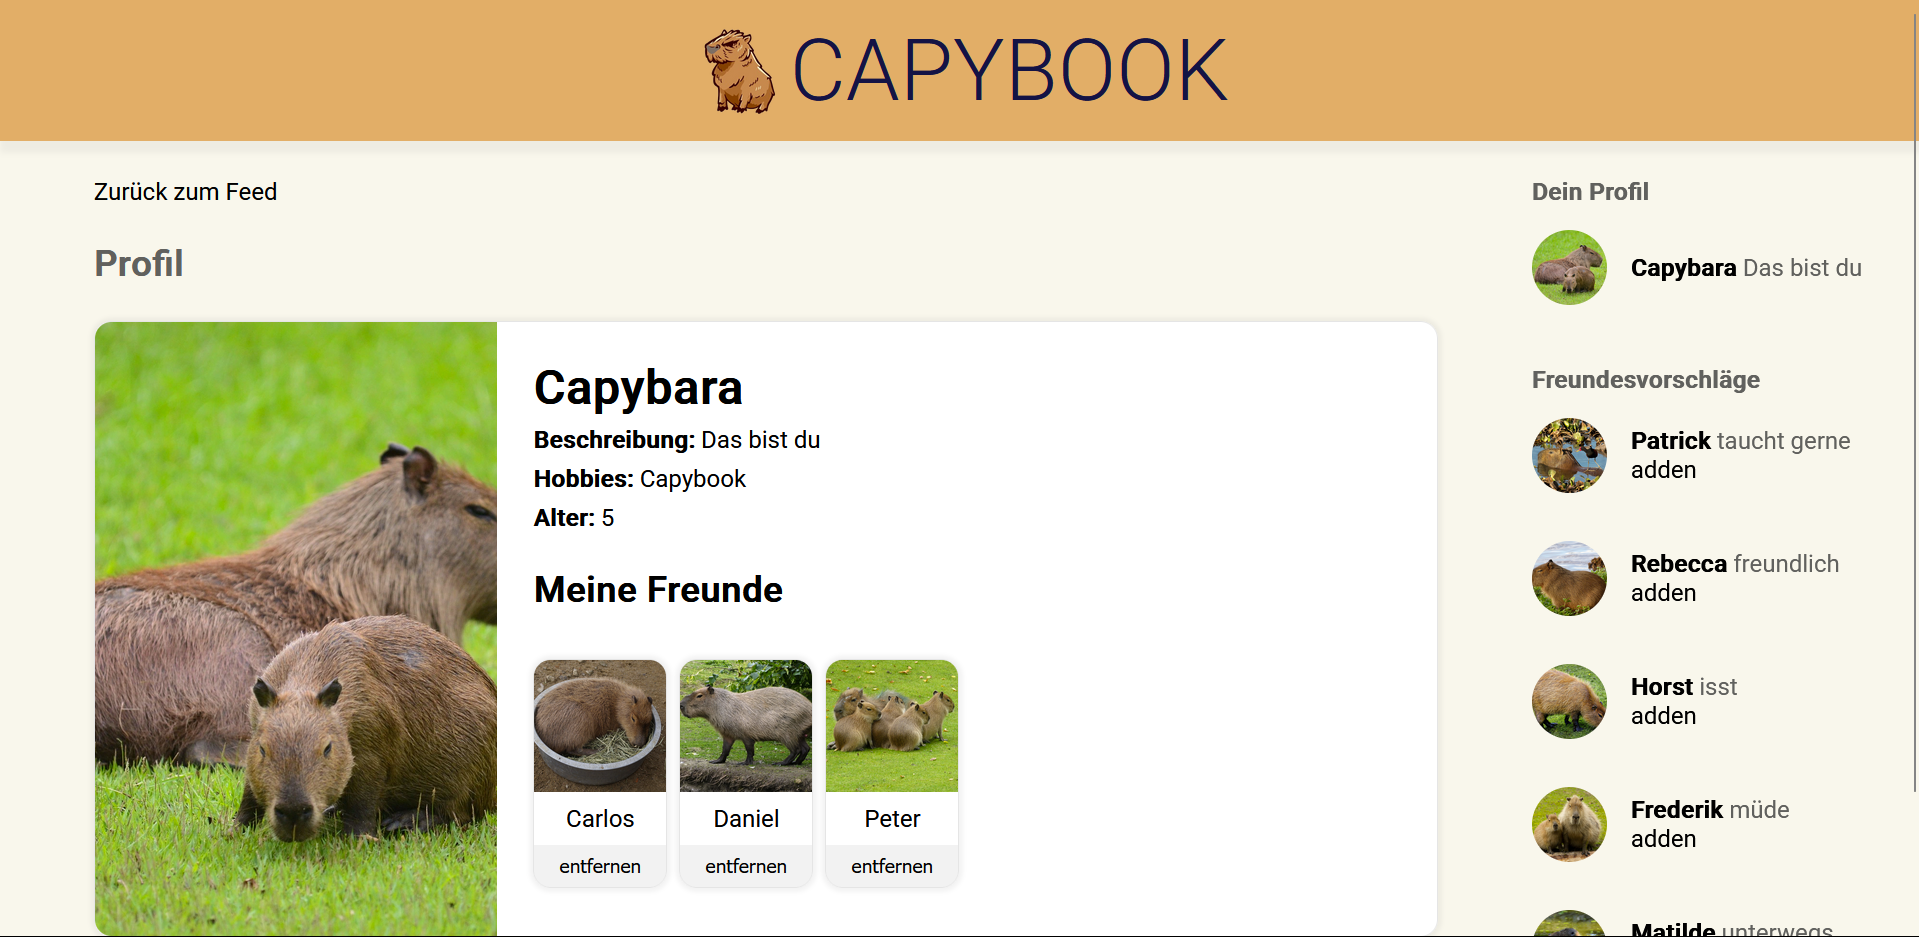 CAPYBOOK
Zurück zum Feed
Profil
Capybara
Beschreibung: Das bist du
Hobbies: Capybook
Alter: 5
Meine Freunde
Carlos
entfernen
Daniel
entfernen
Peter
entfernen
Dein Profil
Capybara Das bist du
Freundesvorschläge
Patrick taucht gerne
adden
Rebecca freundlich
adden
Horst isst
adden
Frederik müde
adden
Matilde unterwegs